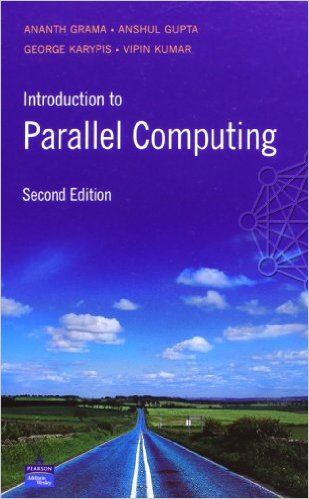 ANANTH GRAMA • ANSHUL GUPTA
GEORGE KARYPIS • VIPIN KUMAR
Introduction to
Parallel Computing
Second Edition
PEARSON
Addison
Wesley